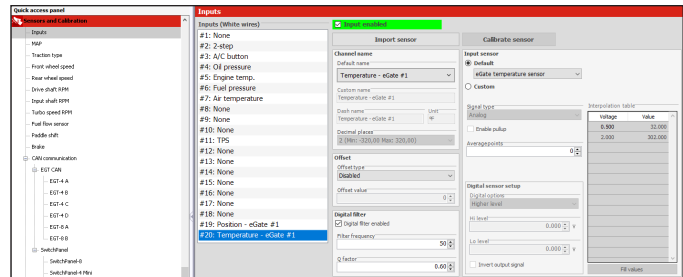 Quick access panel
Sensors and Calibration
Inputs
MAP
Traction type
Front wheel speed
Rear wheel speed
Drive shaft RPM
Input shaft RPM
Turbo speed RPM
Fuel flow sensor
Paddle shift
Brake
CAN communication
EGT CAN
EGT-4 A
EGT-4 B
EGT-4 C
EGT-4 D
EGT-8 A
EGT-8 B
SwitchPanel
SwitchPanel-8
SwitchPanel-4 Mini
Inputs
Inputs (White wires)
#1: None
#2: 2-step
#3: A/C button
#4: Oil pressure
#5: Engine temp.
#6: Fuel pressure
#7: Air temperature
#8: None
#9: None
#10: None
#11: TPS
#12: None
#13: None
#14: None
#15: None
#16: None
#17: None
#18: None
#19: Position - eGate #1
#20: Temperature - eGate #1
Input enabled
Import sensor
Calibrate sensor
Channel name
Default name
Temperature - eGate #1
Custom name
Temperature - eGate #1
Dash name Unit
Temperature - eGate #1 ºF
Decimal places
2 (Min: -320,00 Max: 320,00)
Offset
Offset type
Disabled
Offset value
0
Digital filter
Digital filter enabled
Filter frequency
50
Q factor
0.60
Input sensor
Default
eGate temperature sensor
Custom
Signal type
Analog
Enable pullup
Averagepoints
0
Digital sensor setup
Digital options
Higher level
Hi level
0.000 V
Lo level
0.000 V
Invert output signal
Interpolation table
Voltage Value
0.500 32.000
2.000 302.000
Fill values